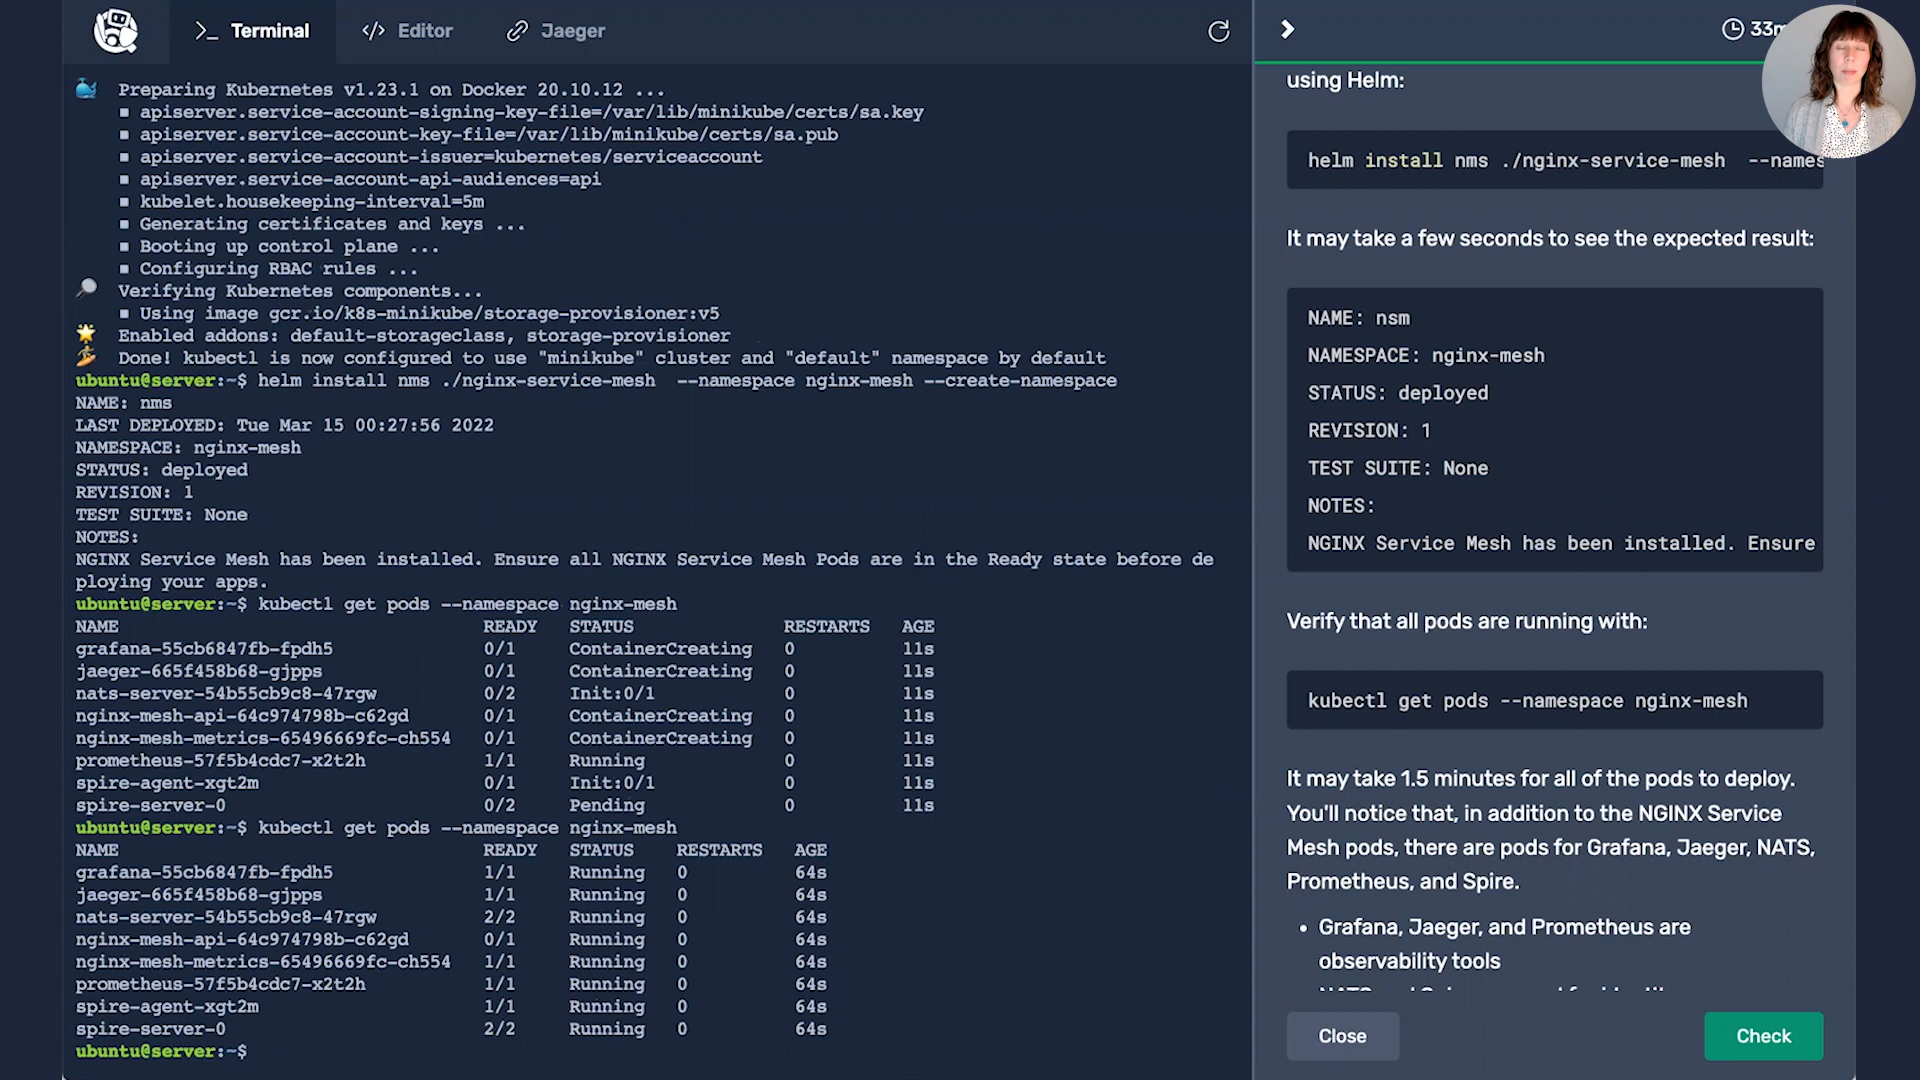 Terminal
Editor
Jaeger
Preparing Kubernetes v1.23.1 on Docker 20.10.12 ...
apiserver.service-account-signing-key-file=/var/lib/minikube/certs/sa.key
apiserver.service-account-key-file=/var/lib/minikube/certs/sa.pub
apiserver.service-account-issuer=kubernetes/serviceaccount
apiserver.service-account-api-audiences=api
kubelet.housekeeping-interval=5m
Generating certificates and keys ...
Booting up control plane ...
Configuring RBAC rules ...
Verifying Kubernetes components...
Using image gcr.io/k8s-minikube/storage-provisioner:v5
Enabled addons: default-storageclass, storage-provisioner
Done! kubectl is now configured to use "minikube" cluster and "default" namespace by default
ubuntu@server:~$ helm install nms ./nginx-service-mesh --namespace nginx-mesh --create-namespace
NAME: nms
LAST DEPLOYED: Tue Mar 15 00:27:56 2022
NAMESPACE: nginx-mesh
STATUS: deployed
REVISION: 1
TEST SUITE: None
NOTES:
NGINX Service Mesh has been installed. Ensure all NGINX Service Mesh Pods are in the Ready state before de
ploying your apps.
ubuntu@server:~$ kubectl get pods --namespace nginx-mesh
NAME READY STATUS RESTARTS AGE
grafana-55cb6847fb-fpdh5 0/1 ContainerCreating 0 11s
jaeger-665f458b68-gjpps 0/1 ContainerCreating 0 11s
nats-server-54b55cb9c8-47rgw 0/2 Init:0/1 0 11s
nginx-mesh-api-64c974798b-c62gd 0/1 ContainerCreating 0 11s
nginx-mesh-metrics-65496669fc-ch554 0/1 ContainerCreating 0 11s
prometheus-57f5b4cdc7-x2t2h 1/1 Running 0 11s
spire-agent-xgt2m 0/1 Init:0/1 0 11s
spire-server-0 0/2 Pending 0 11s
ubuntu@server:~$ kubectl get pods --namespace nginx-mesh
NAME READY STATUS RESTARTS AGE
grafana-55cb6847fb-fpdh5 1/1 Running 0 64s
jaeger-665f458b68-gjpps 1/1 Running 0 64s
nats-server-54b55cb9c8-47rgw 2/2 Running 0 64s
nginx-mesh-api-64c974798b-c62gd 0/1 Running 0 64s
nginx-mesh-metrics-65496669fc-ch554 1/1 Running 0 64s
prometheus-57f5b4cdc7-x2t2h 1/1 Running 0 64s
spire-agent-xgt2m 1/1 Running 0 64s
spire-server-0 2/2 Running 0 64s
ubuntu@server:~$
33m
using Helm:
helm install nms ./nginx-service-mesh --names
It may take a few seconds to see the expected result:
NAME: nsm
NAMESPACE: nginx-mesh
STATUS: deployed
REVISION: 1
TEST SUITE: None
NOTES:
NGINX Service Mesh has been installed. Ensure
Verify that all pods are running with:
kubectl get pods --namespace nginx-mesh
It may take 1.5 minutes for all of the pods to deploy.
You'll notice that, in addition to the NGINX Service
Mesh pods, there are pods for Grafana, Jaeger, NATS,
Prometheus, and Spire.
Grafana, Jaeger, and Prometheus are
observability tools
Close
Check